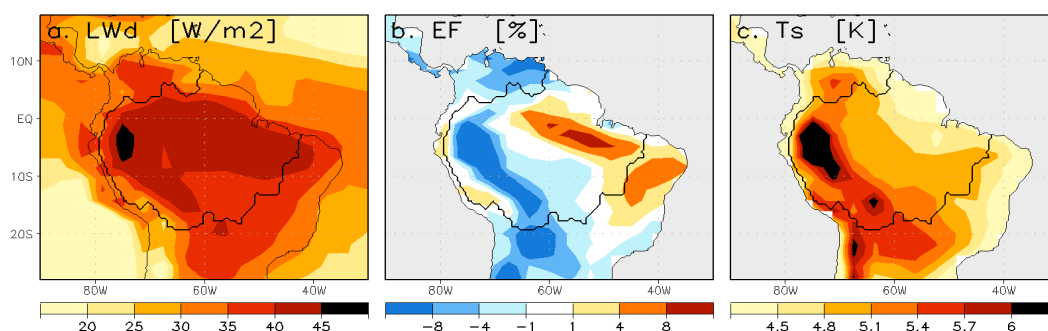 a. LWd [W/m2]
b. EF [%]
c. Ts [K]
10N
EQ
10S
20S
80W 60W 40W
80W 60W 40W
80W 60W 40W
20 25 30 35 40 45
-8 -4 -1 1 4 8
4.5 4.8 5.1 5.4 5.7 6